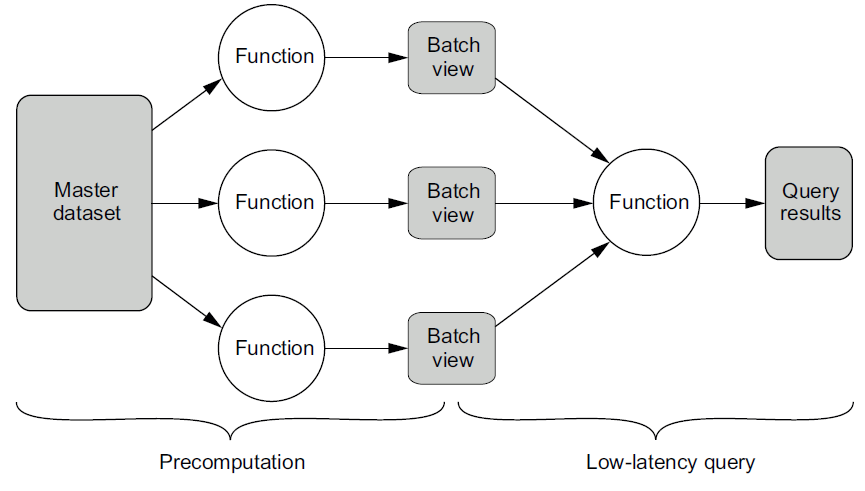 Function
Batch
view
Master
dataset
Function
Batch
view
Function
Query
results
Function
Batch
view
Precomputation
Low-latency query